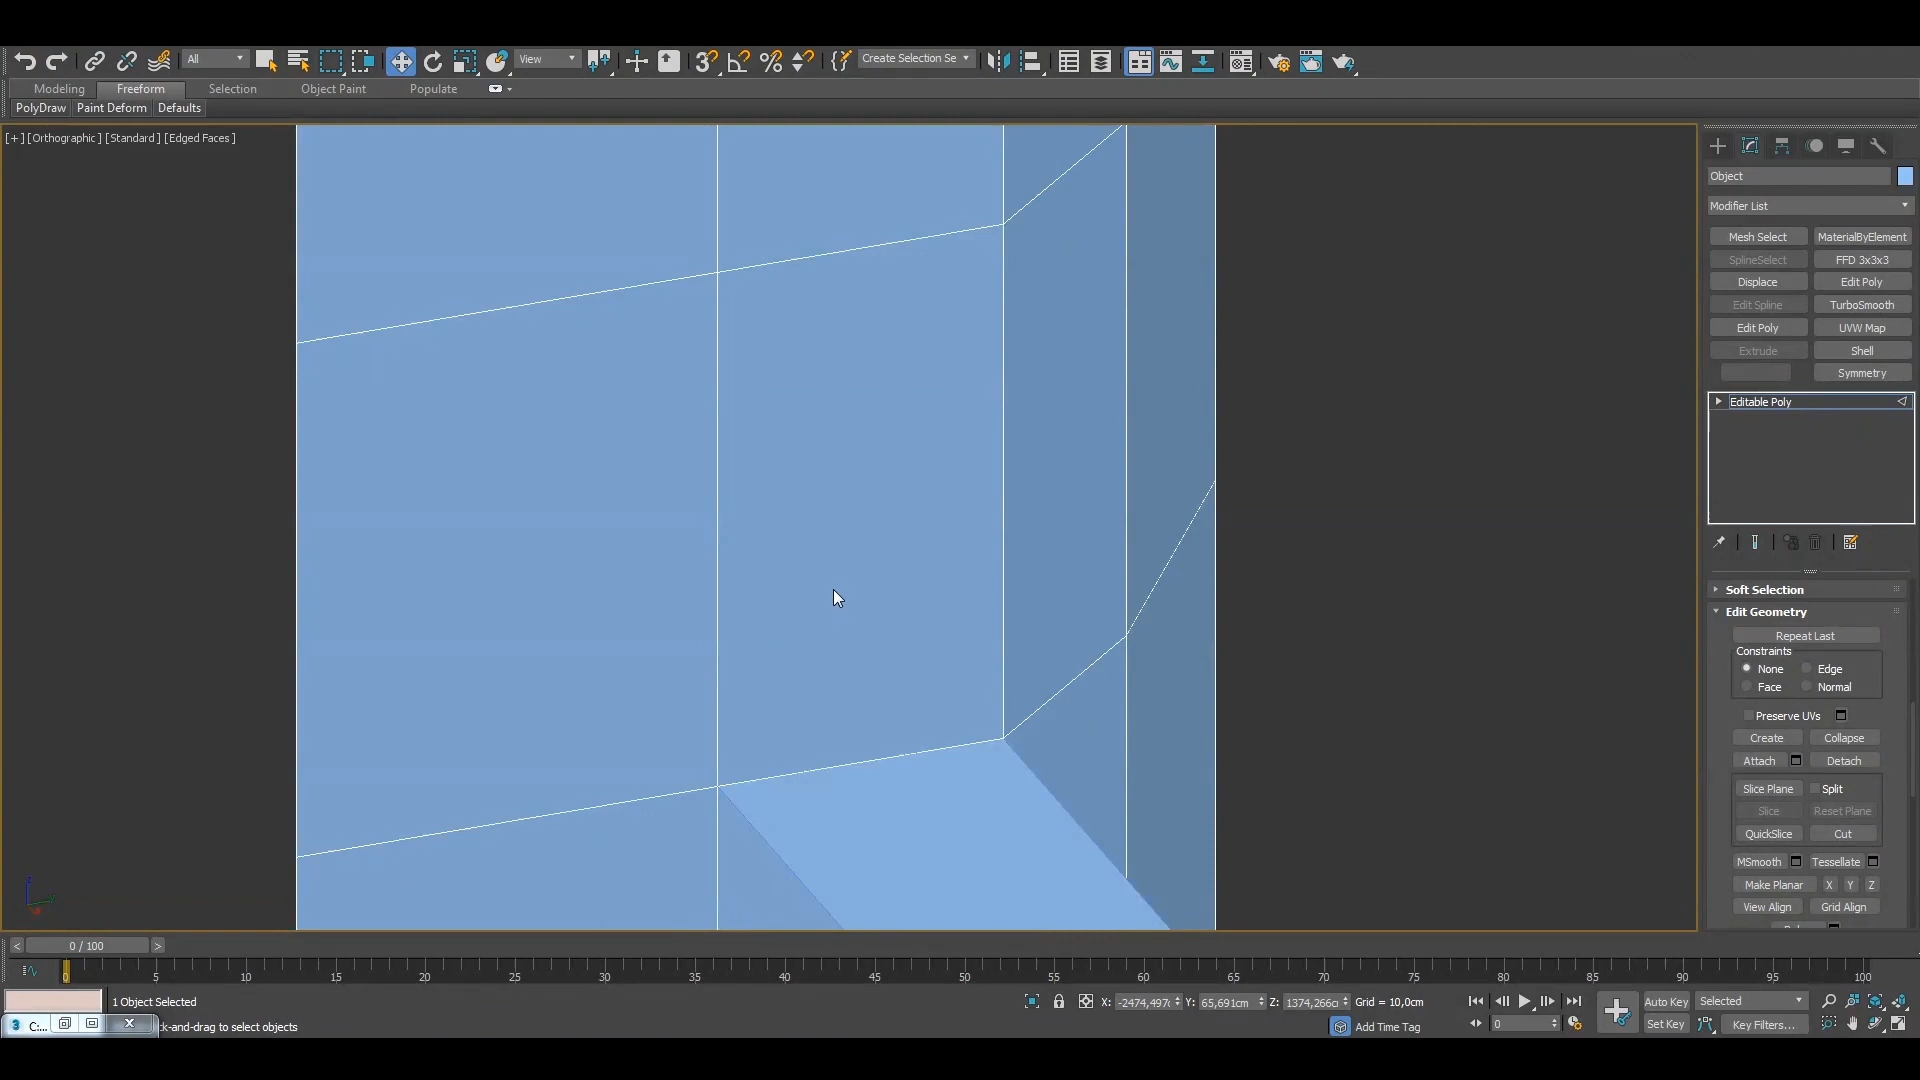 All
View
3
Create Selection Se
Modeling
Freeform
Selection
Object Paint
Populate
PolyDraw
Paint Deform
Defaults
[+] [Orthographic] [Standard] [Edged Faces]
Object
Modifier List
Mesh Select
MaterialByElement
SplineSelect
FFD 3x3x3
Displace
Edit Poly
Edit Spline
TurboSmooth
Edit Poly
UVW Map
Extrude
Shell
Symmetry
Editable Poly
Soft Selection
Edit Geometry
Repeat Last
Constraints
None
Edge
Face
Normal
Preserve UVs
Create
Collapse
Attach
Detach
Slice Plane
Split
Slice
Reset Plane
QuickSlice
Cut
MSmooth
Tessellate
Make Planar
X
Y
Z
View Align
Grid Align
< 0 / 100 >
0 5 10 15 20 25 30 35 40 45 50 55 60 65 70 75 80 85 90 95 100
1 Object Selected
X: -2474,497
Y: 65,691cm
Z: 1374,266c
Grid = 10,0cm
Auto Key
Selected
3 C:...
ck-and-drag to select objects
Add Time Tag
0
Set Key
Key Filters...